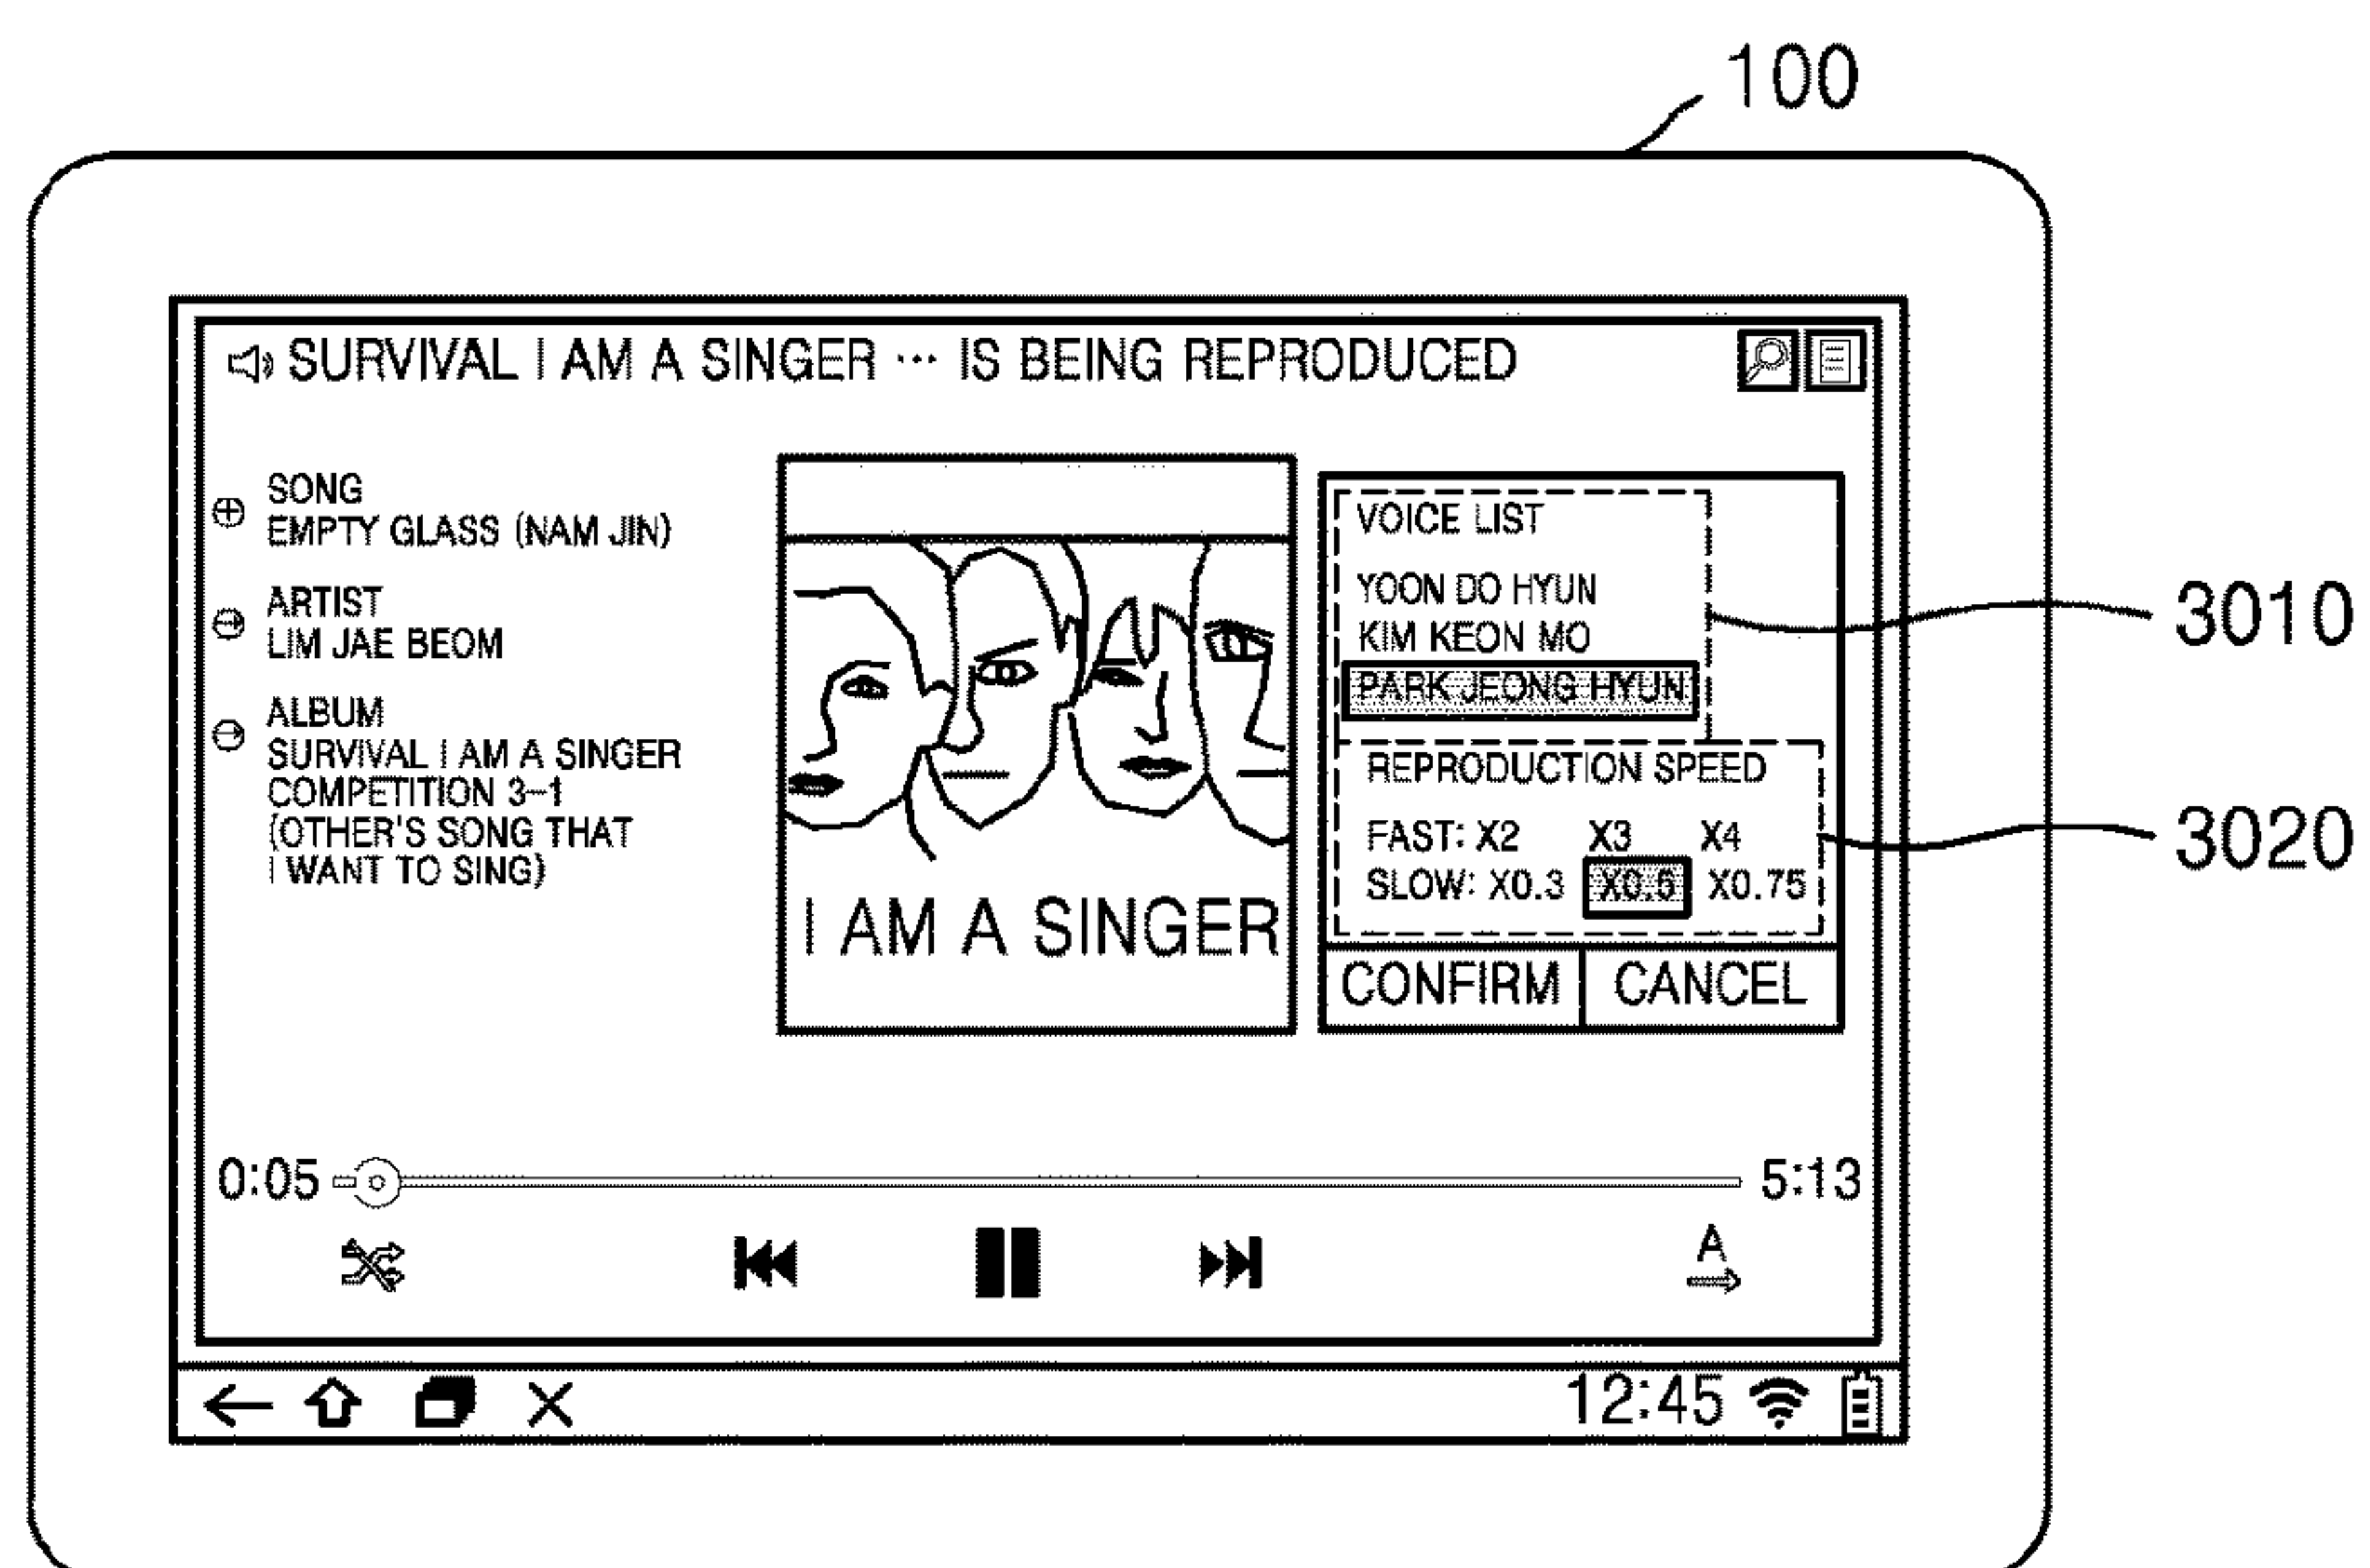 100
SURVIVAL I AM A SINGER ··· IS BEING REPRODUCED
SONG
EMPTY GLASS (NAM JIN)
ARTIST
LIM JAE BEOM
ALBUM
SURVIVAL I AM A SINGER
COMPETITION 3-1
(OTHER'S SONG THAT
I WANT TO SING)
I AM A SINGER
VOICE LIST
YOON DO HYUN
KIM KEON MO
PARK JEONG HYUN
3010
REPRODUCTION SPEED
FAST: X2 X3 X4
SLOW: X0.3 X0.5 X0.75
3020
CONFIRM CANCEL
0:05 5:13
A
12:45